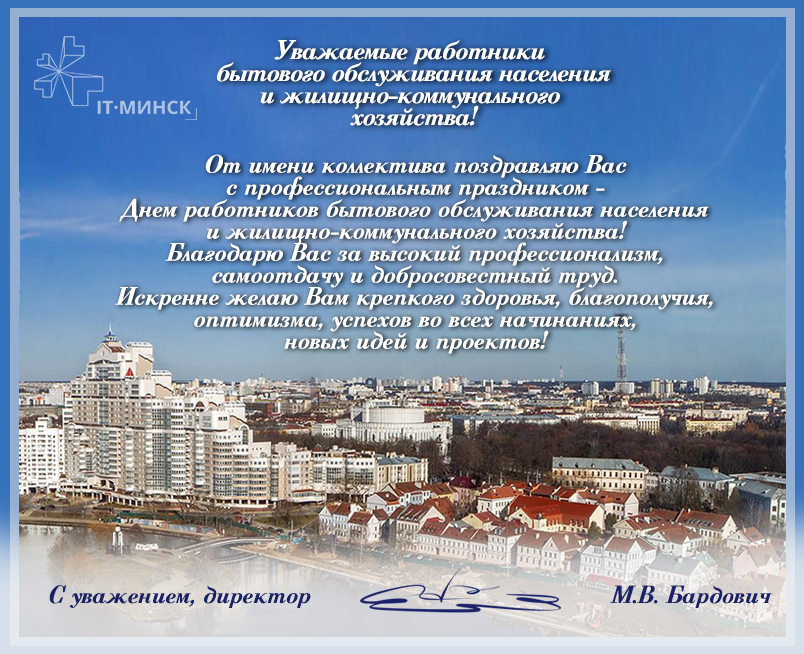 IT·МИНСК
Уважаемые работники
бытового обслуживания населения
и жилищно-коммунального
хозяйства!
От имени коллектива поздравляю Вас
с профессиональным праздником -
Днем работников бытового обслуживания населения
и жилищно-коммунального хозяйства!
Благодарю Вас за высокий профессионализм,
самоотдачу и добросовестный труд.
Искренне желаю Вам крепкого здоровья, благополучия,
оптимизма, успехов во всех начинаниях,
новых идей и проектов!
С уважением, директор
М.В. Бардович